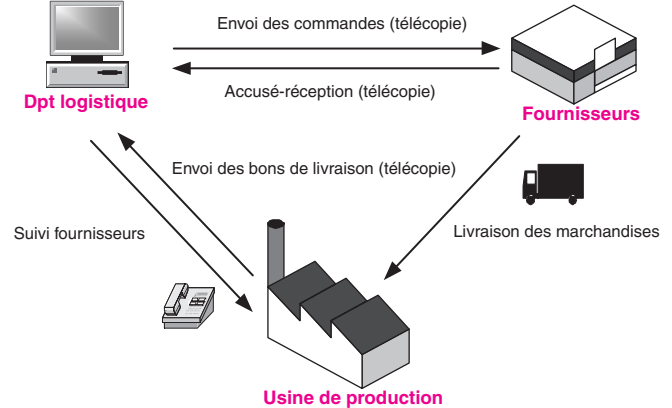 Envoi des commandes (télécopie)
Accusé-réception (télécopie)
Dpt logistique
Fournisseurs
Envoi des bons de livraison (télécopie)
Suivi fournisseurs
Livraison des marchandises
Usine de production